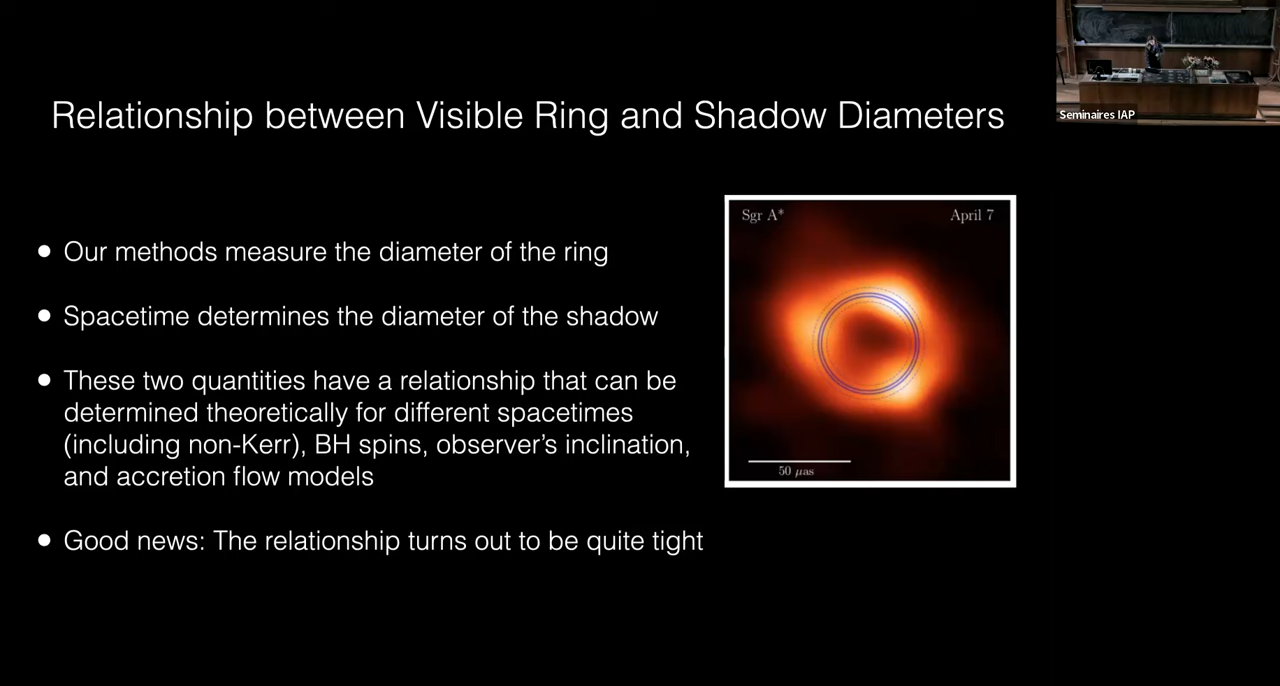 Relationship between Visible Ring and Shadow Diameters
Seminaires IAP
• Our methods measure the diameter of the ring
• Spacetime determines the diameter of the shadow
• These two quantities have a relationship that can be
determined theoretically for different spacetimes
(including non-Kerr), BH spins, observer's inclination,
and accretion flow models
• Good news: The relationship turns out to be quite tight
Sgr A*
April 7
50 μas